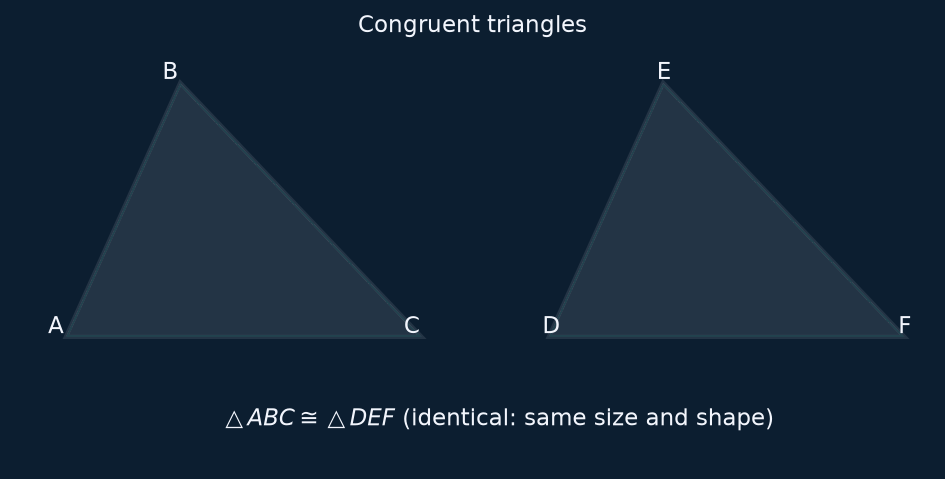 Congruent triangles
B
E
A
C
D
F
△ABC ≅ △DEF (identical: same size and shape)